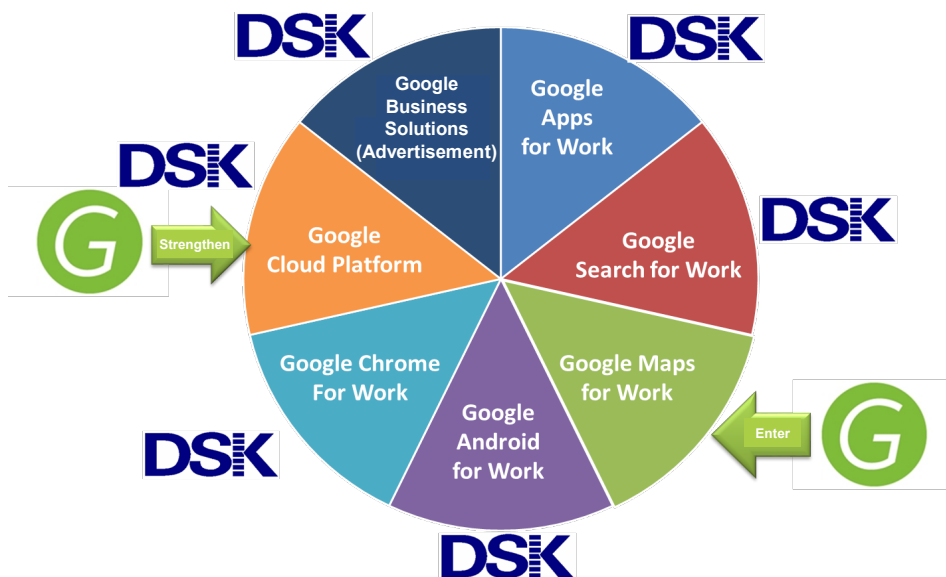 DSK
DSK
Google
Business
Solutions
(Advertisement)
Google
Apps
for Work
DSK
G
Strengthen
Google
Cloud Platform
Google
Search for Work
DSK
Google Chrome
For Work
Google Maps
for Work
Google
Android
for Work
Enter
G
DSK
DSK